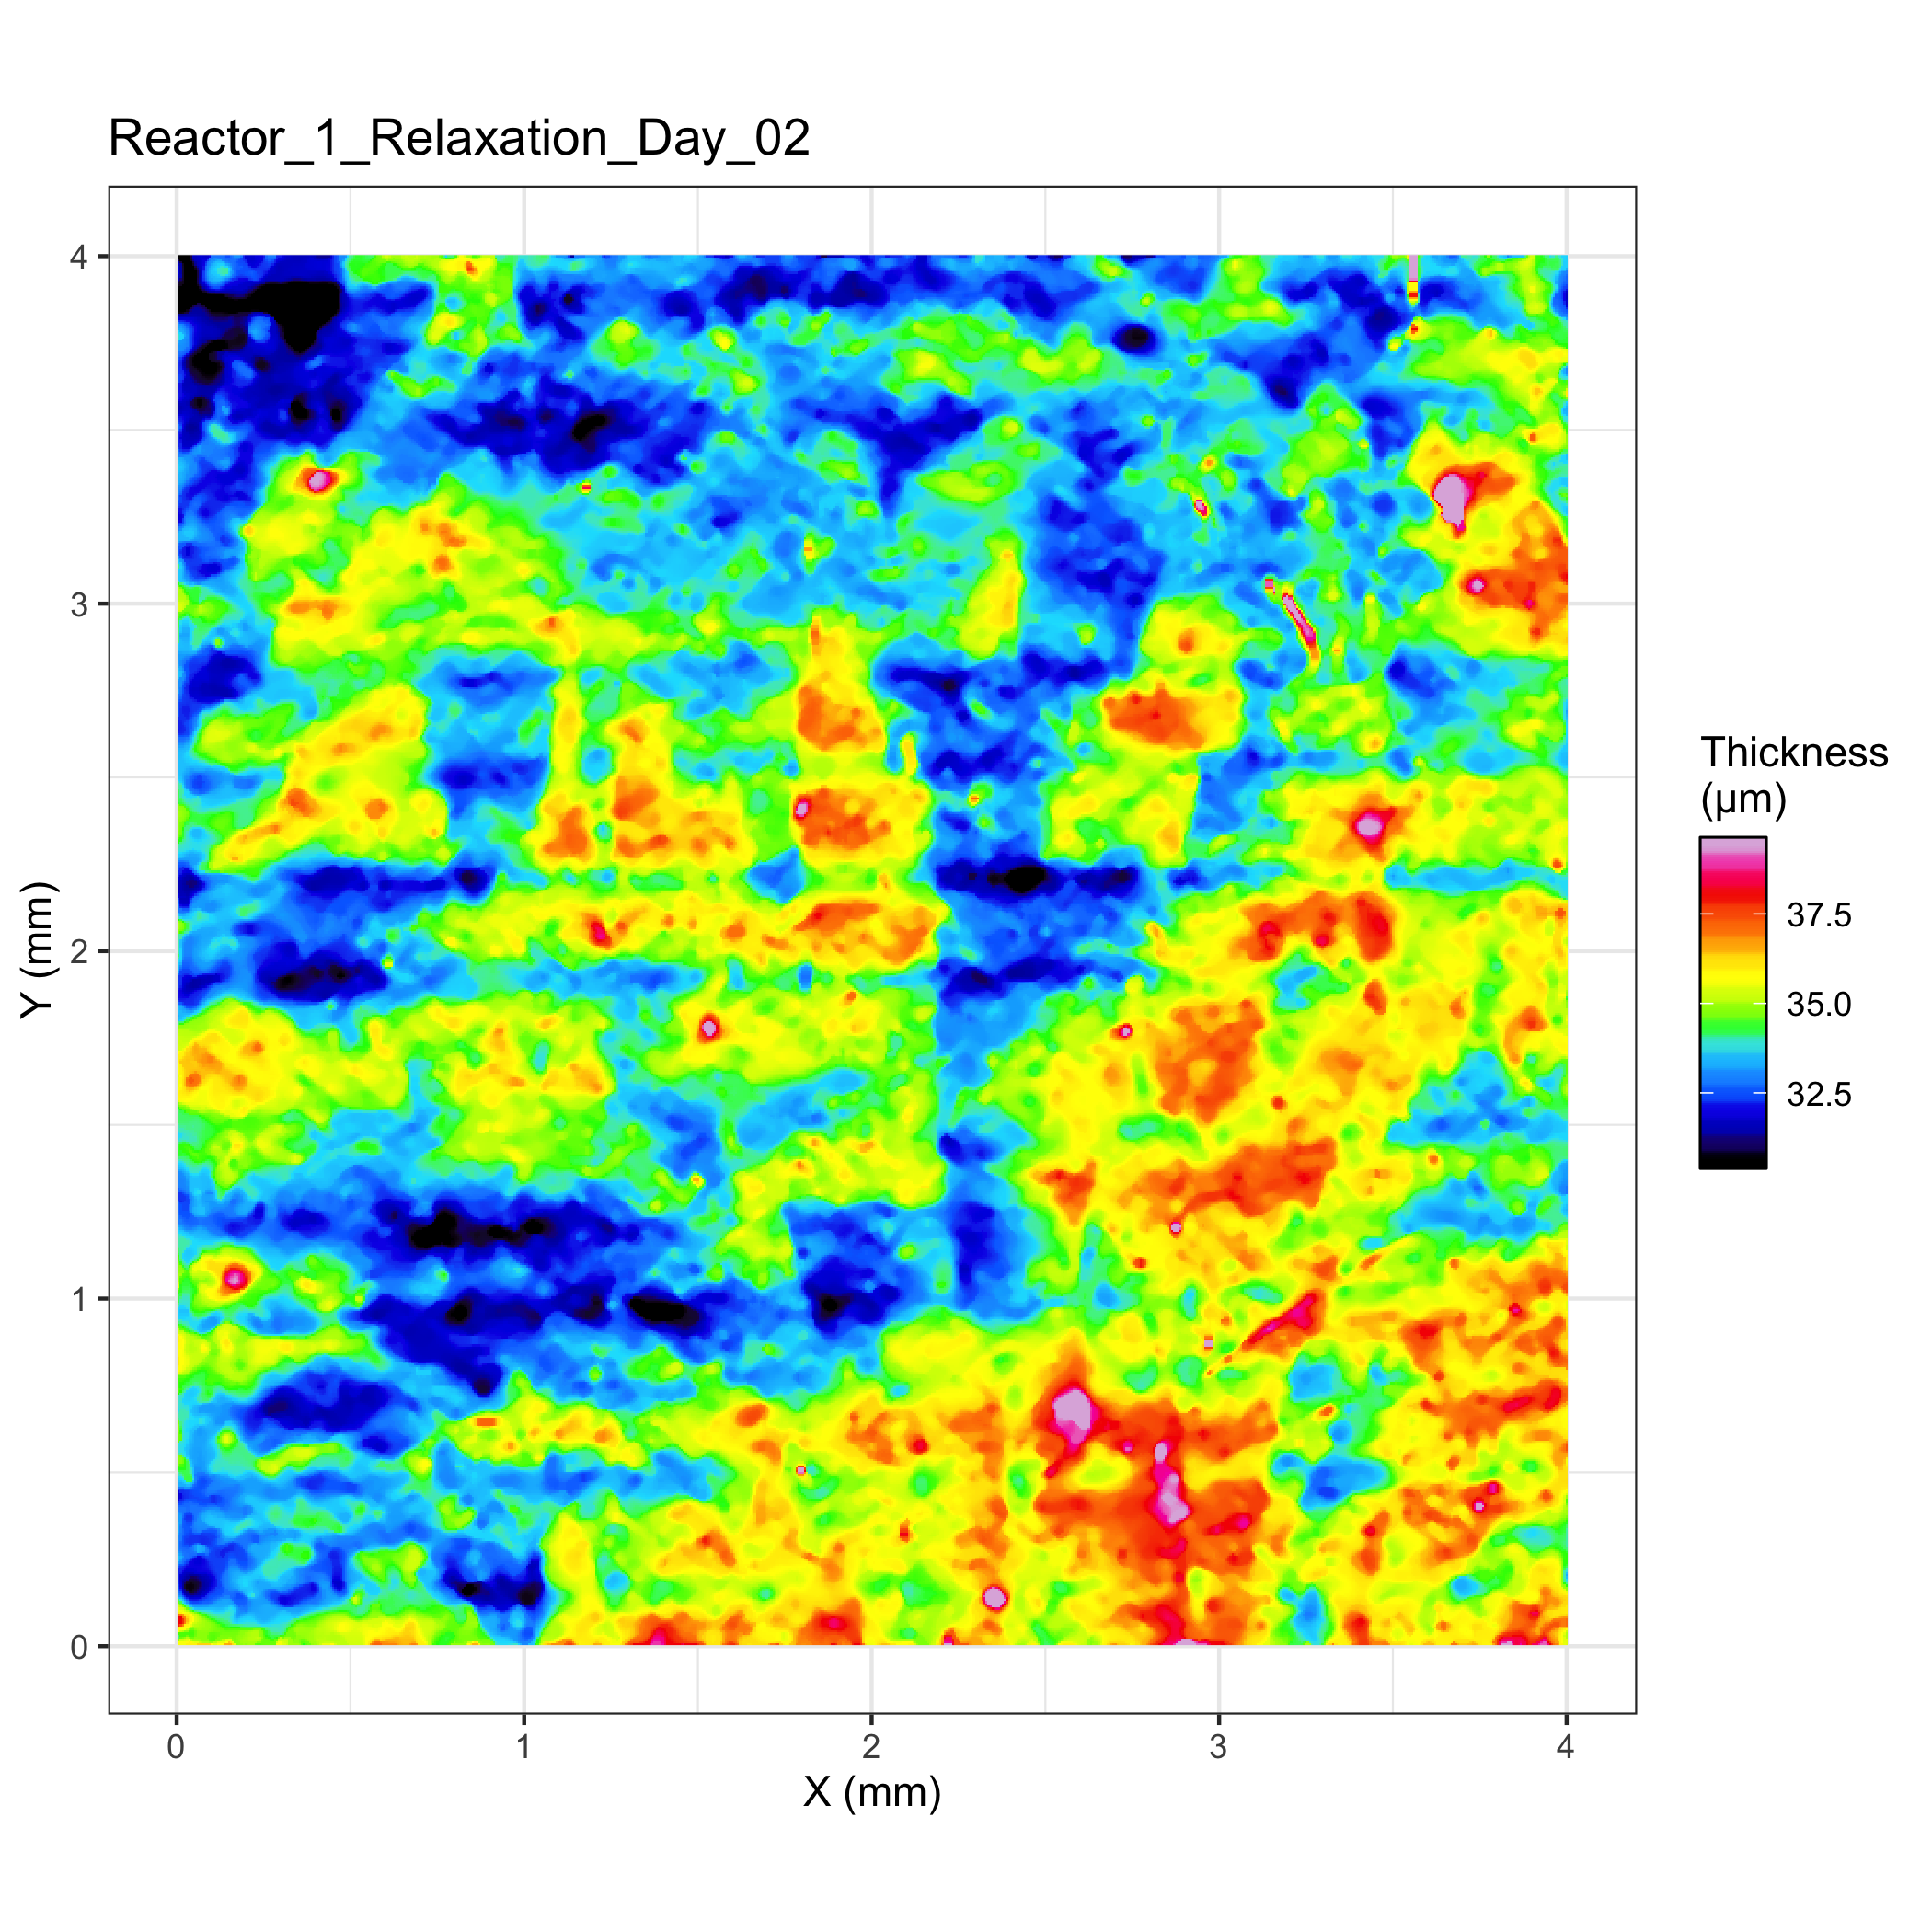 Reactor_1_Relaxation_Day_02
4
3
2
1
0
Y (mm)
0 1 2 3 4
X (mm)
Thickness
(μm)
37.5
35.0
32.5